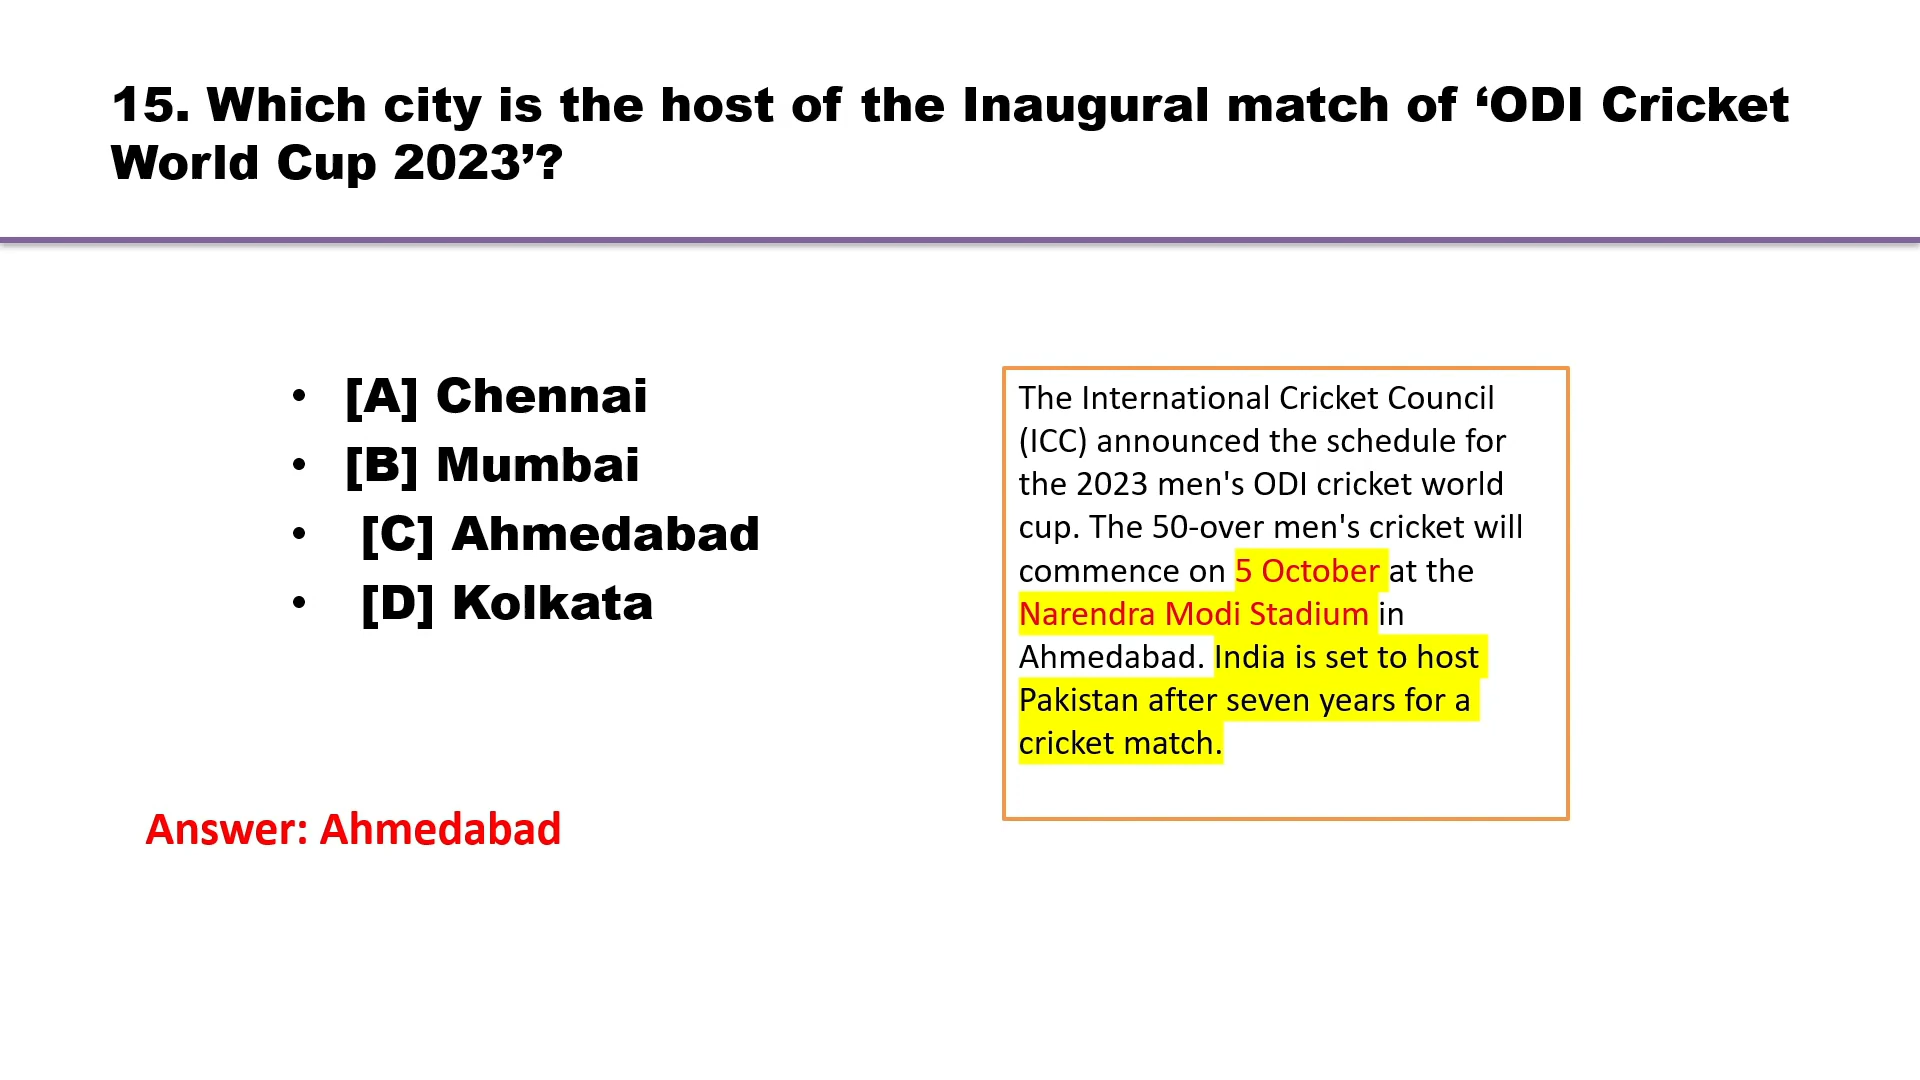 15. Which city is the host of the Inaugural match of ‘ODI Cricket
World Cup 2023’?
• [A] Chennai
• [B] Mumbai
• [C] Ahmedabad
• [D] Kolkata
Answer: Ahmedabad
The International Cricket Council
(ICC) announced the schedule for
the 2023 men's ODI cricket world
cup. The 50-over men's cricket will
commence on 5 October at the
Narendra Modi Stadium in
Ahmedabad. India is set to host
Pakistan after seven years for a
cricket match.